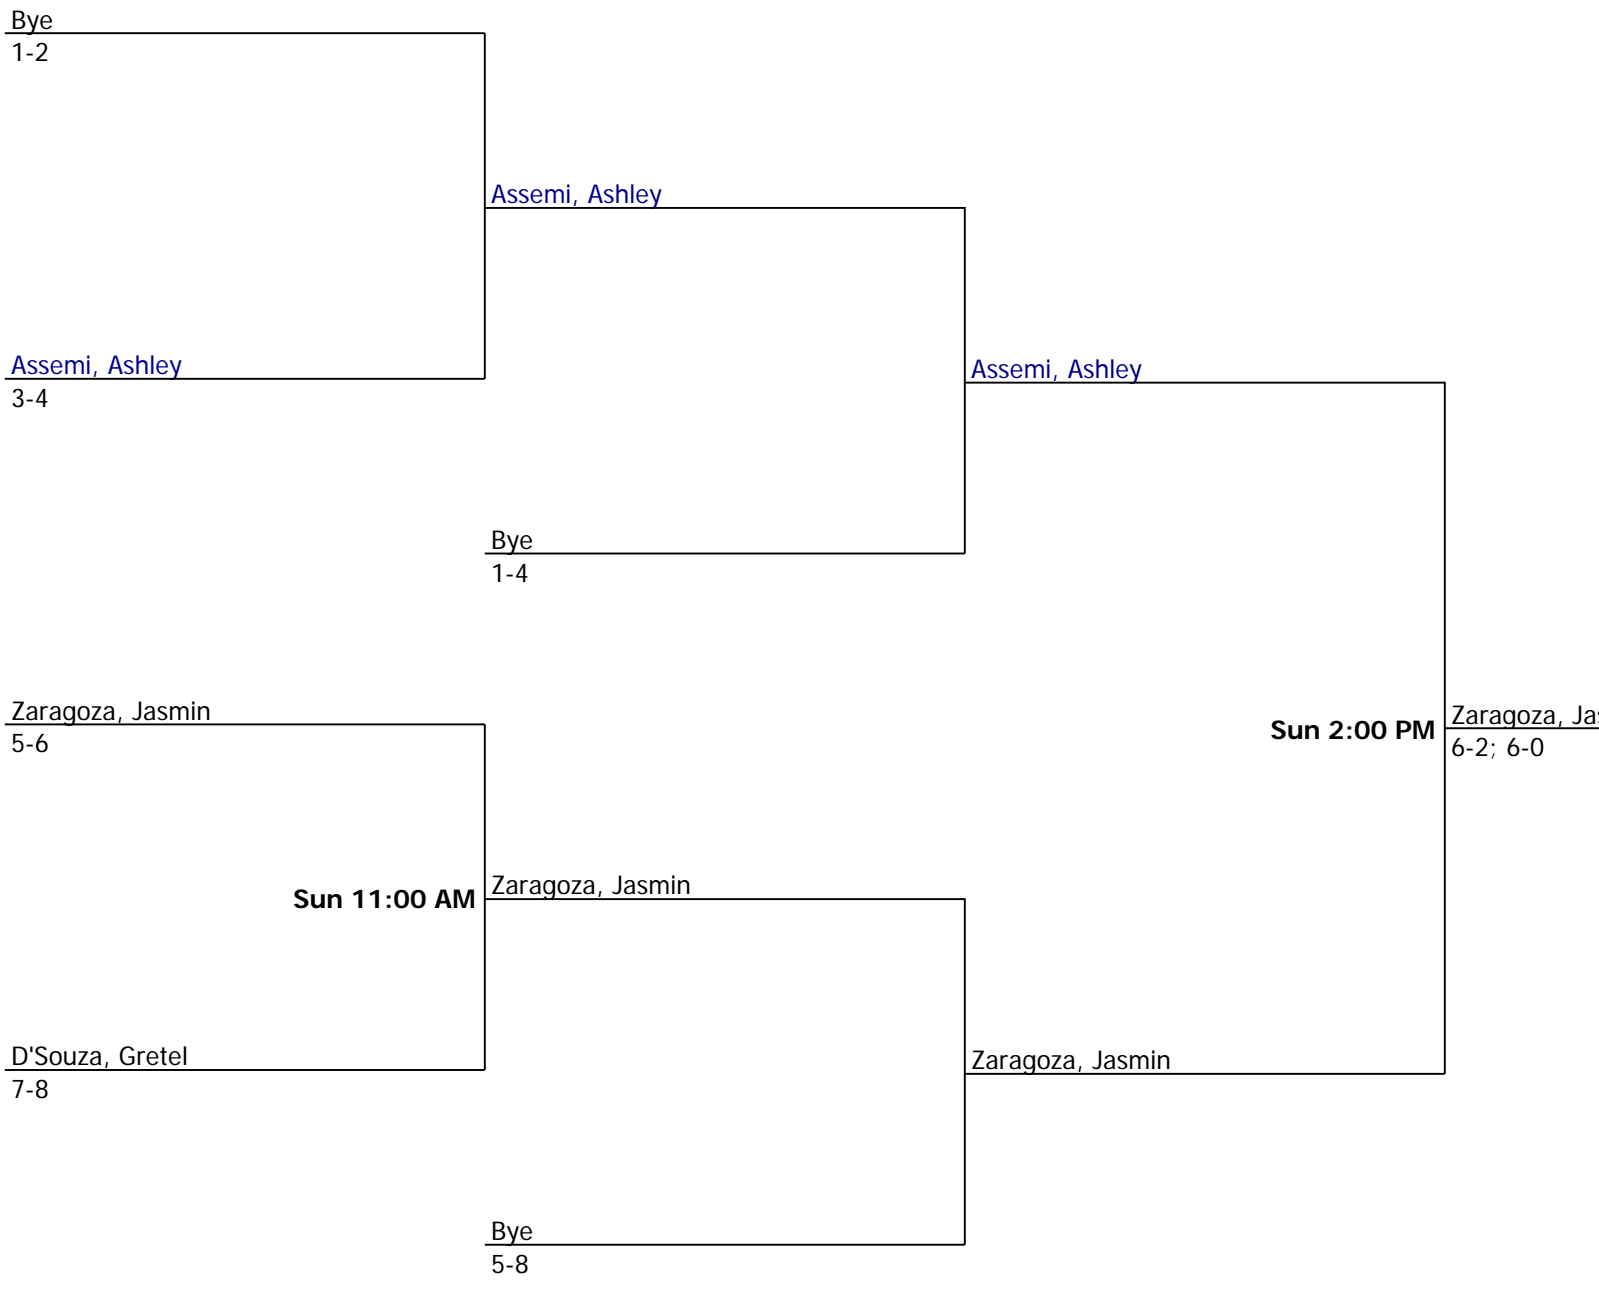 Bye
1-2
Assemi, Ashley
Assemi, Ashley
3-4
Assemi, Ashley
Bye
1-4
Zaragoza, Jasmin
5-6
Sun 2:00 PM
Zaragoza,
6-2; 6-0
Sun 11:00 AM
Zaragoza, Jasmin
D'Souza, Gretel
7-8
Zaragoza, Jasmin
Bye
5-8